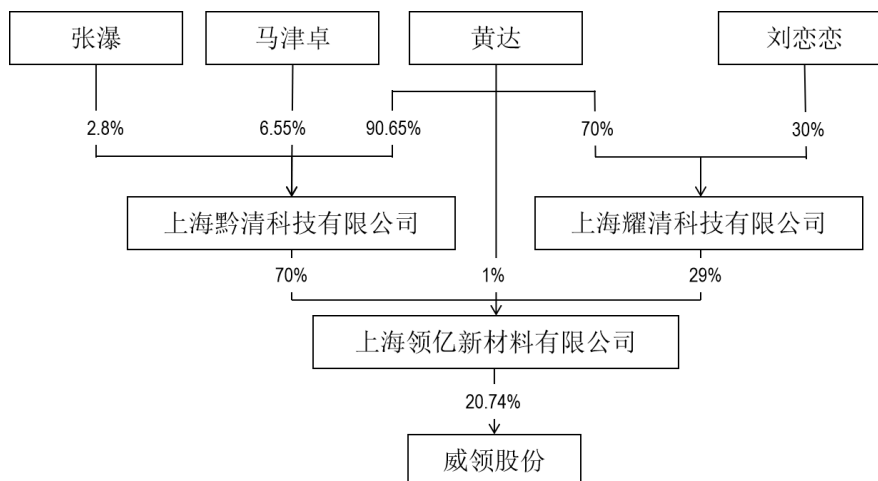 张瀑
马津卓
黄达
刘恋恋
2.8%
6.55%
90.65%
70%
30%
上海黔清科技有限公司
上海耀清科技有限公司
70%
1%
29%
上海领亿新材料有限公司
20.74%
威领股份